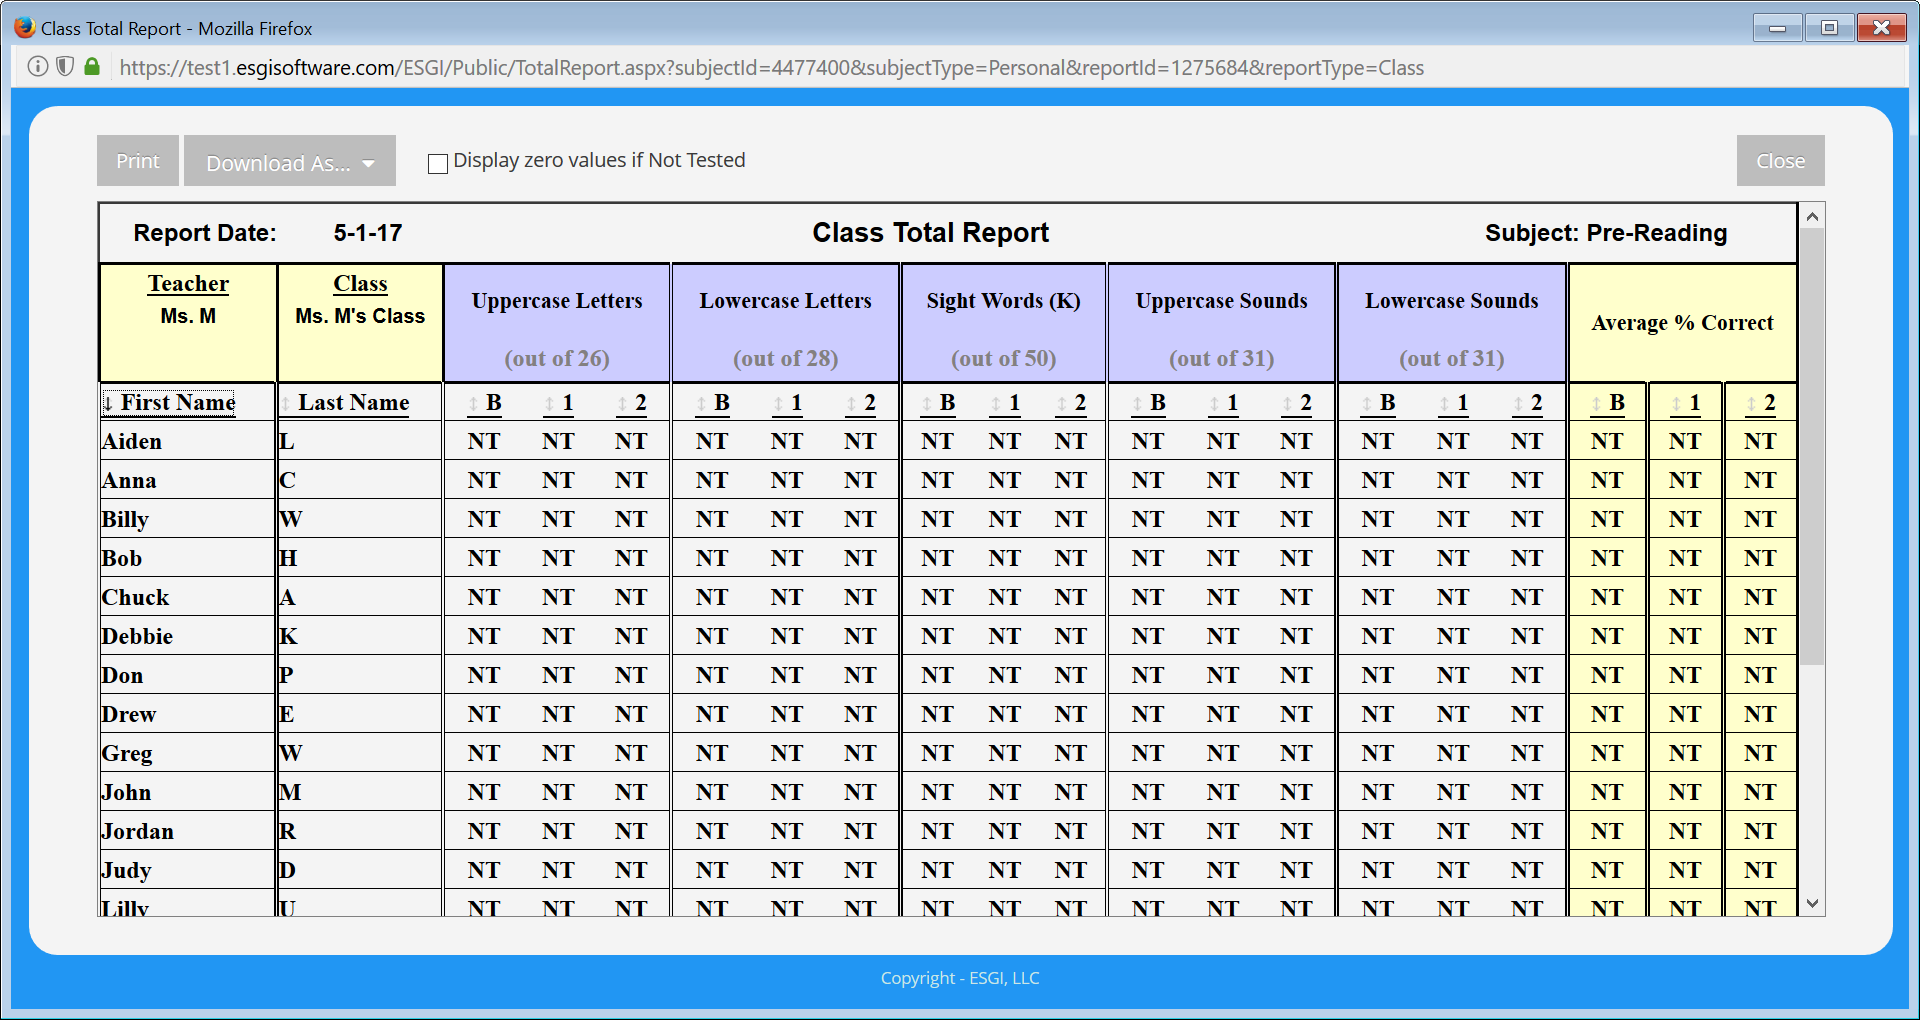 Class Total Report - Mozilla Firefox
https://test1.esgisoftware.com/ESGI/Public/TotalReport.aspx?subjectId=4477400&subjectType=Personal&reportId=1275684&reportType=Class
Print Download As... Display zero values if Not Tested Close
Report Date: 5-1-17 Class Total Report Subject: Pre-Reading
Teacher Class Uppercase Letters Lowercase Letters Sight Words (K) Uppercase Sounds Lowercase Sounds Average % Correct
Ms. M Ms. M's Class
(out of 26) (out of 28) (out of 50) (out of 31) (out of 31)
↓ First Name ↕ Last Name ↕ B ↕ 1 ↕ 2 ↕ B ↕ 1 ↕ 2 ↕ B ↕ 1 ↕ 2 ↕ B ↕ 1 ↕ 2 ↕ B ↕ 1 ↕ 2 ↕ B ↕ 1 ↕ 2
Aiden L NT NT NT NT NT NT NT NT NT NT NT NT NT NT NT NT NT NT
Anna C NT NT NT NT NT NT NT NT NT NT NT NT NT NT NT NT NT NT
Billy W NT NT NT NT NT NT NT NT NT NT NT NT NT NT NT NT NT NT
Bob H NT NT NT NT NT NT NT NT NT NT NT NT NT NT NT NT NT NT
Chuck A NT NT NT NT NT NT NT NT NT NT NT NT NT NT NT NT NT NT
Debbie K NT NT NT NT NT NT NT NT NT NT NT NT NT NT NT NT NT NT
Don P NT NT NT NT NT NT NT NT NT NT NT NT NT NT NT NT NT NT
Drew E NT NT NT NT NT NT NT NT NT NT NT NT NT NT NT NT NT NT
Greg W NT NT NT NT NT NT NT NT NT NT NT NT NT NT NT NT NT NT
John M NT NT NT NT NT NT NT NT NT NT NT NT NT NT NT NT NT NT
Jordan R NT NT NT NT NT NT NT NT NT NT NT NT NT NT NT NT NT NT
Judy D NT NT NT NT NT NT NT NT NT NT NT NT NT NT NT NT NT NT
Lilly U NT NT NT NT NT NT NT NT NT NT NT NT NT NT NT NT NT NT
Copyright - ESGI, LLC